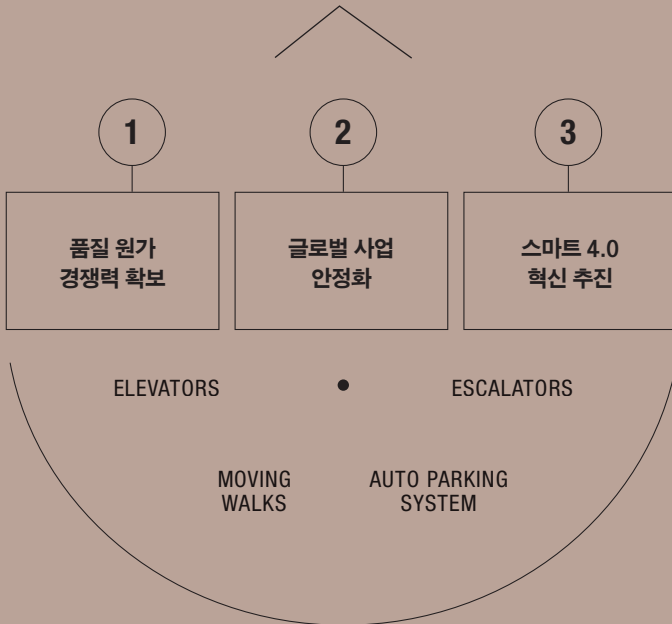 1
2
3
품질 원가
경쟁력 확보
글로벌 사업
안정화
스마트 4.0
혁신 추진
ELEVATORS
ESCALATORS
MOVING
WALKS
AUTO PARKING
SYSTEM